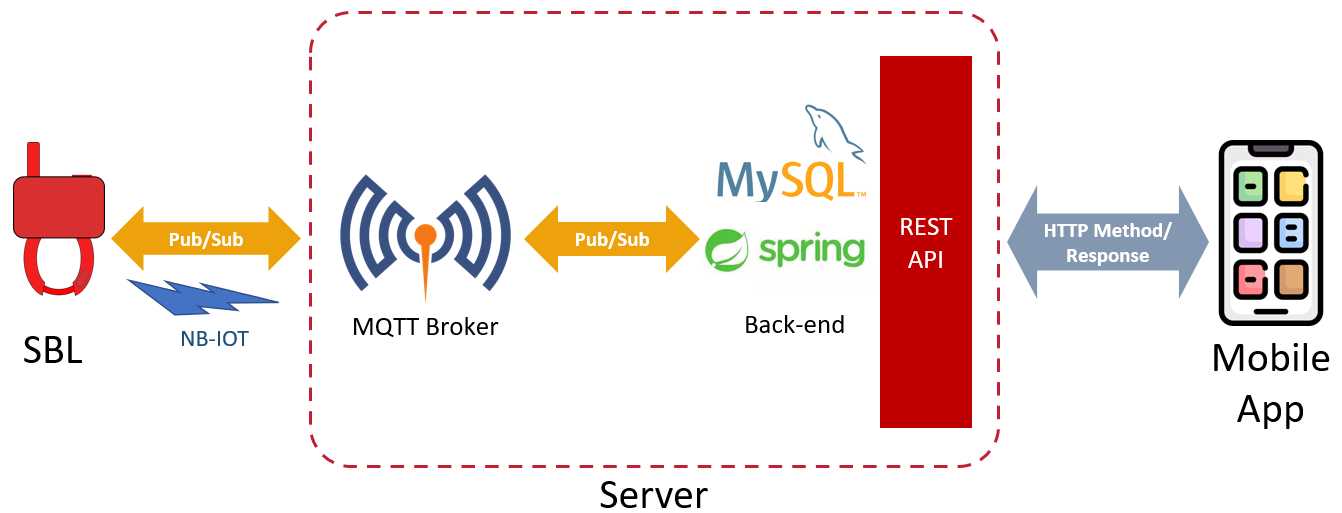 SBL
Pub/Sub
NB-IOT
MQTT Broker
Pub/Sub
MySQL™
spring
Back-end
REST
API
HTTP Method/
Response
Mobile
App
Server